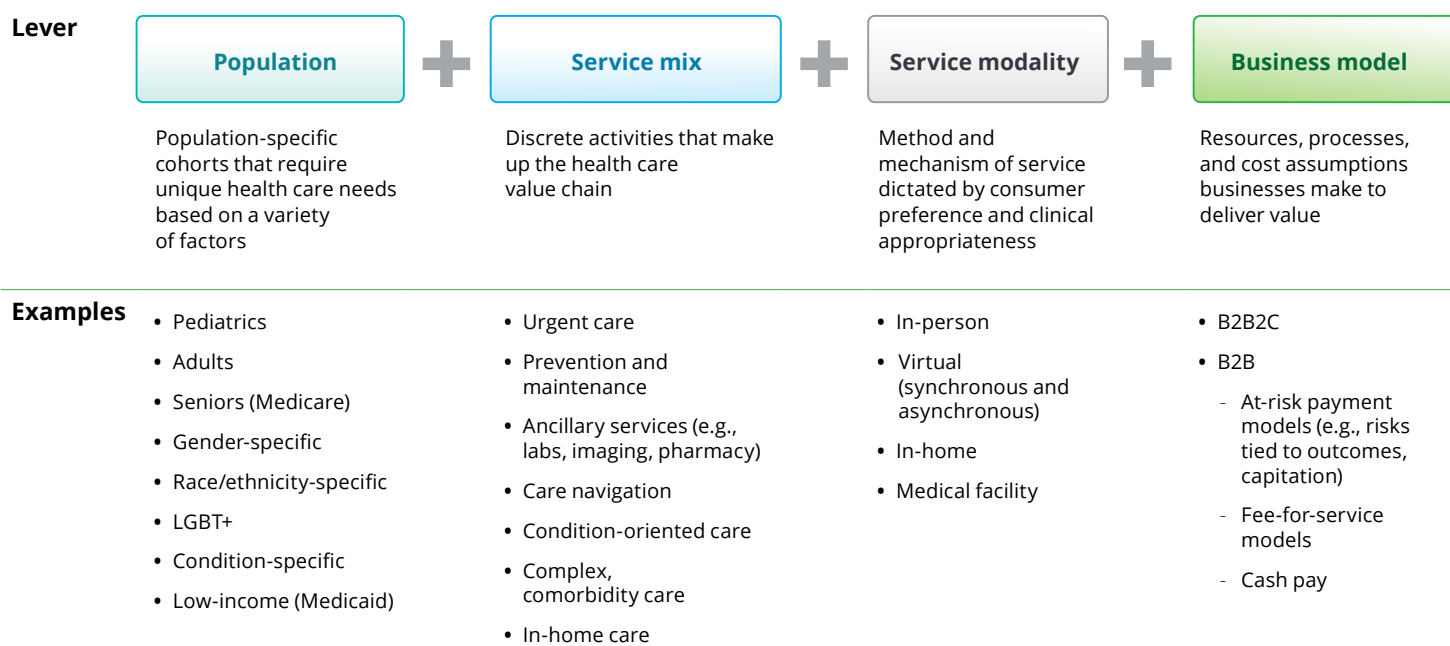 Lever
Population
Service mix
Service modality
Business model
Population-specific
cohorts that require
unique health care needs
based on a variety
of factors
Discrete activities that make
up the health care
value chain
Method and
mechanism of service
dictated by consumer
preference and clinical
appropriateness
Resources, processes,
and cost assumptions
businesses make to
deliver value
Examples
• Pediatrics
• Adults
• Seniors (Medicare)
• Gender-specific
• Race/ethnicity-specific
• LGBT+
• Condition-specific
• Low-income (Medicaid)
• Urgent care
• Prevention and
maintenance
• Ancillary services (e.g.,
labs, imaging, pharmacy)
• Care navigation
• Condition-oriented care
• Complex,
comorbidity care
• In-home care
• In-person
• Virtual
(synchronous and
asynchronous)
• In-home
• Medical facility
• B2B2C
• B2B
- At-risk payment
models (e.g., risks
tied to outcomes,
capitation)
- Fee-for-service
models
- Cash pay